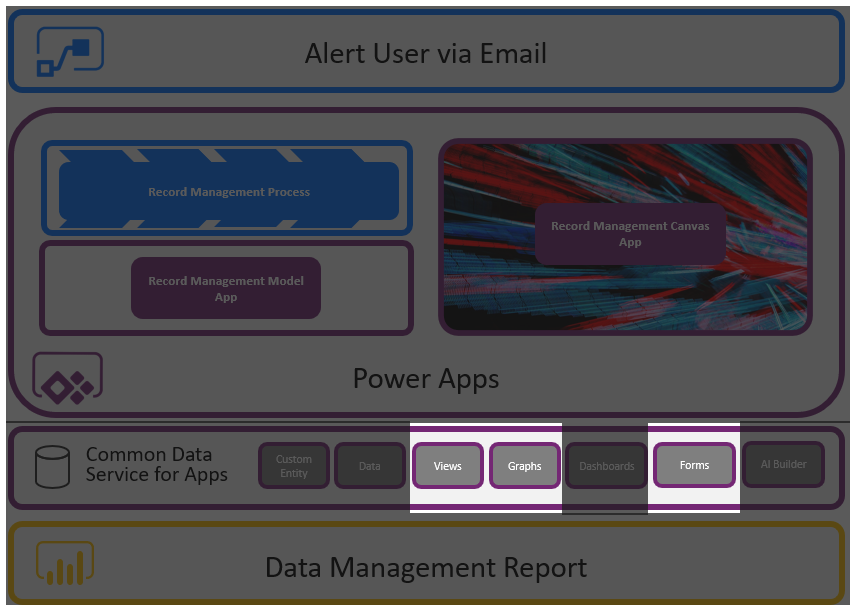 Alert User via Email
Record Management Process
Record Management Canvas
App
Record Management Model
App
Power Apps
Common Data
Service for Apps
Custom
Entity
Data
Views
Graphs
Dashboards
Forms
AI Builder
Data Management Report